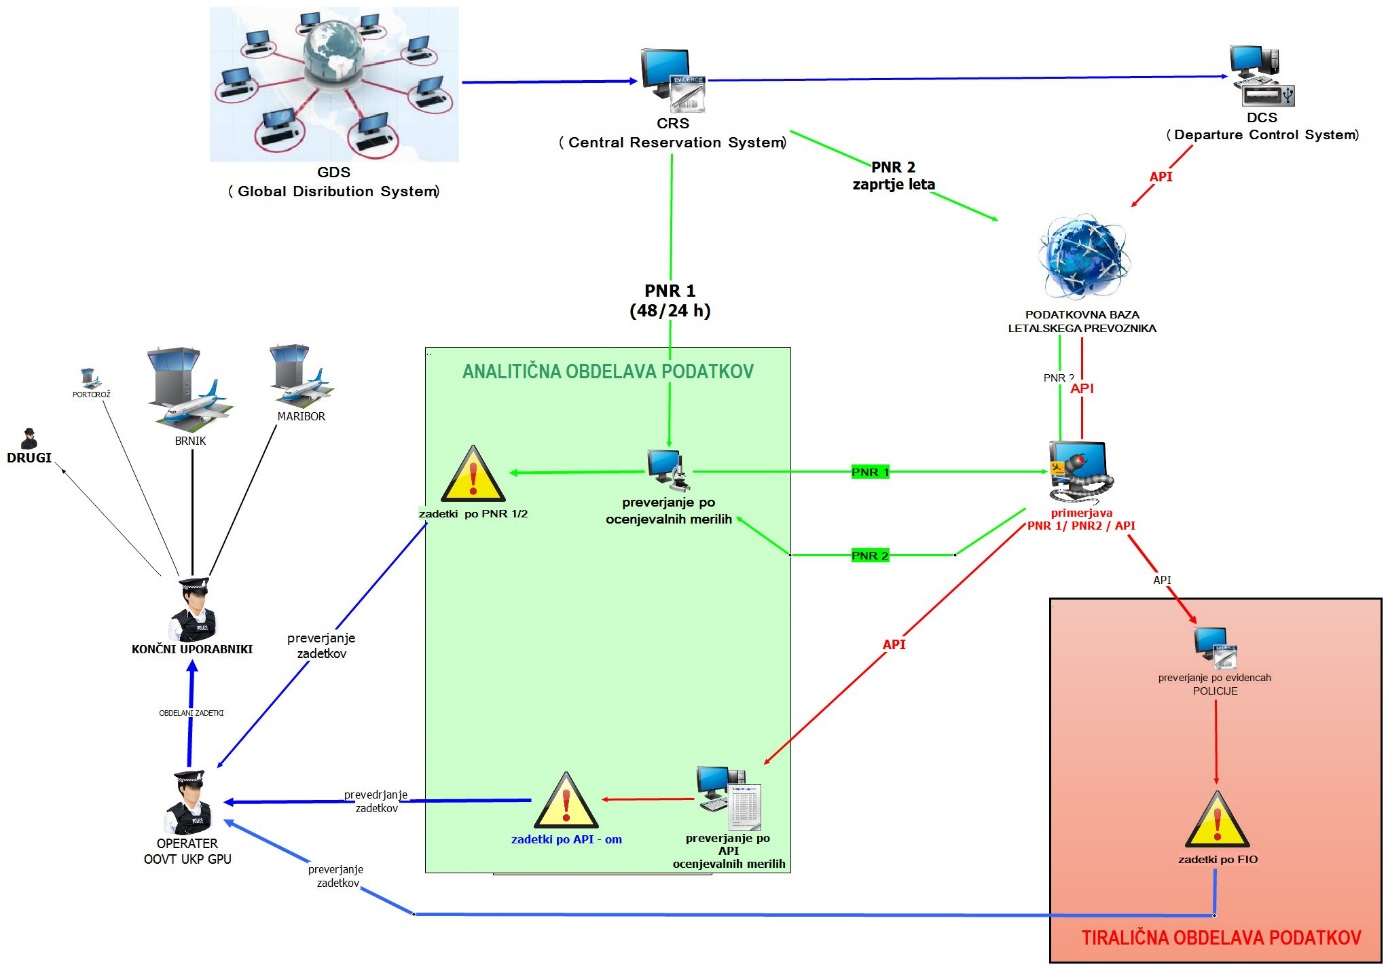 GDS
( Global Disribution System)
CRS
( Central Reservation System)
DCS
( Departure Control System)
EVIDENCE
PNR 2
zaprtje leta
API
PNR 1
(48/24 h)
PODATKOVNA BAZA
LETALSKEGA PREVOZNIKA
PNR 2
API
ANALITIČNA OBDELAVA PODATKOV
PORTOROŽ
BRNIK
MARIBOR
DRUGI
zadetki po PNR 1/2
preverjanje po
ocenjevalnih merilih
PNR 1
PNR 2
primerjava
PNR 1/ PNR2 / API
API
API
KONČNI UPORABNIKI
preverjanje
zadetkov
OBDELANI ZADETKI
preverjanje po evidencah
POLICIJE
OPERATER
OOVT UKP GPU
prevedrjanje
zadetkov
zadetki po API - om
preverjanje po
API
ocenjevalnih merilih
preverjanje
zadetkov
zadetki po FIO
TIRALIČNA OBDELAVA PODATKOV